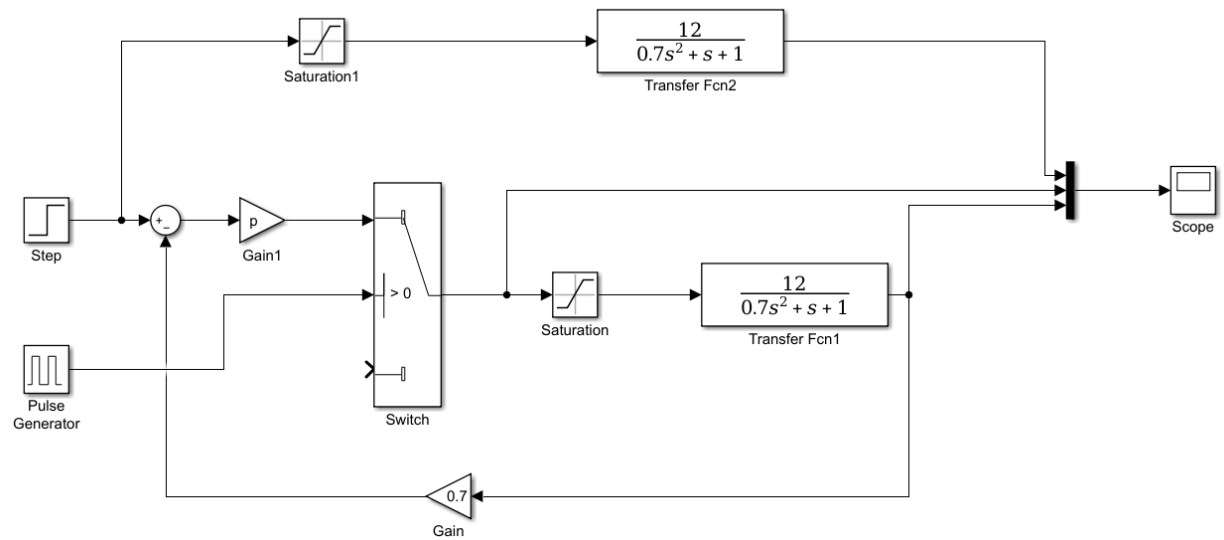 12
0.7s² + s + 1
Saturation1
Transfer Fcn2
Step
+
−
p
Gain1
> 0
Scope
12
0.7s² + s + 1
Saturation
Transfer Fcn1
Pulse
Generator
Switch
0.7
Gain